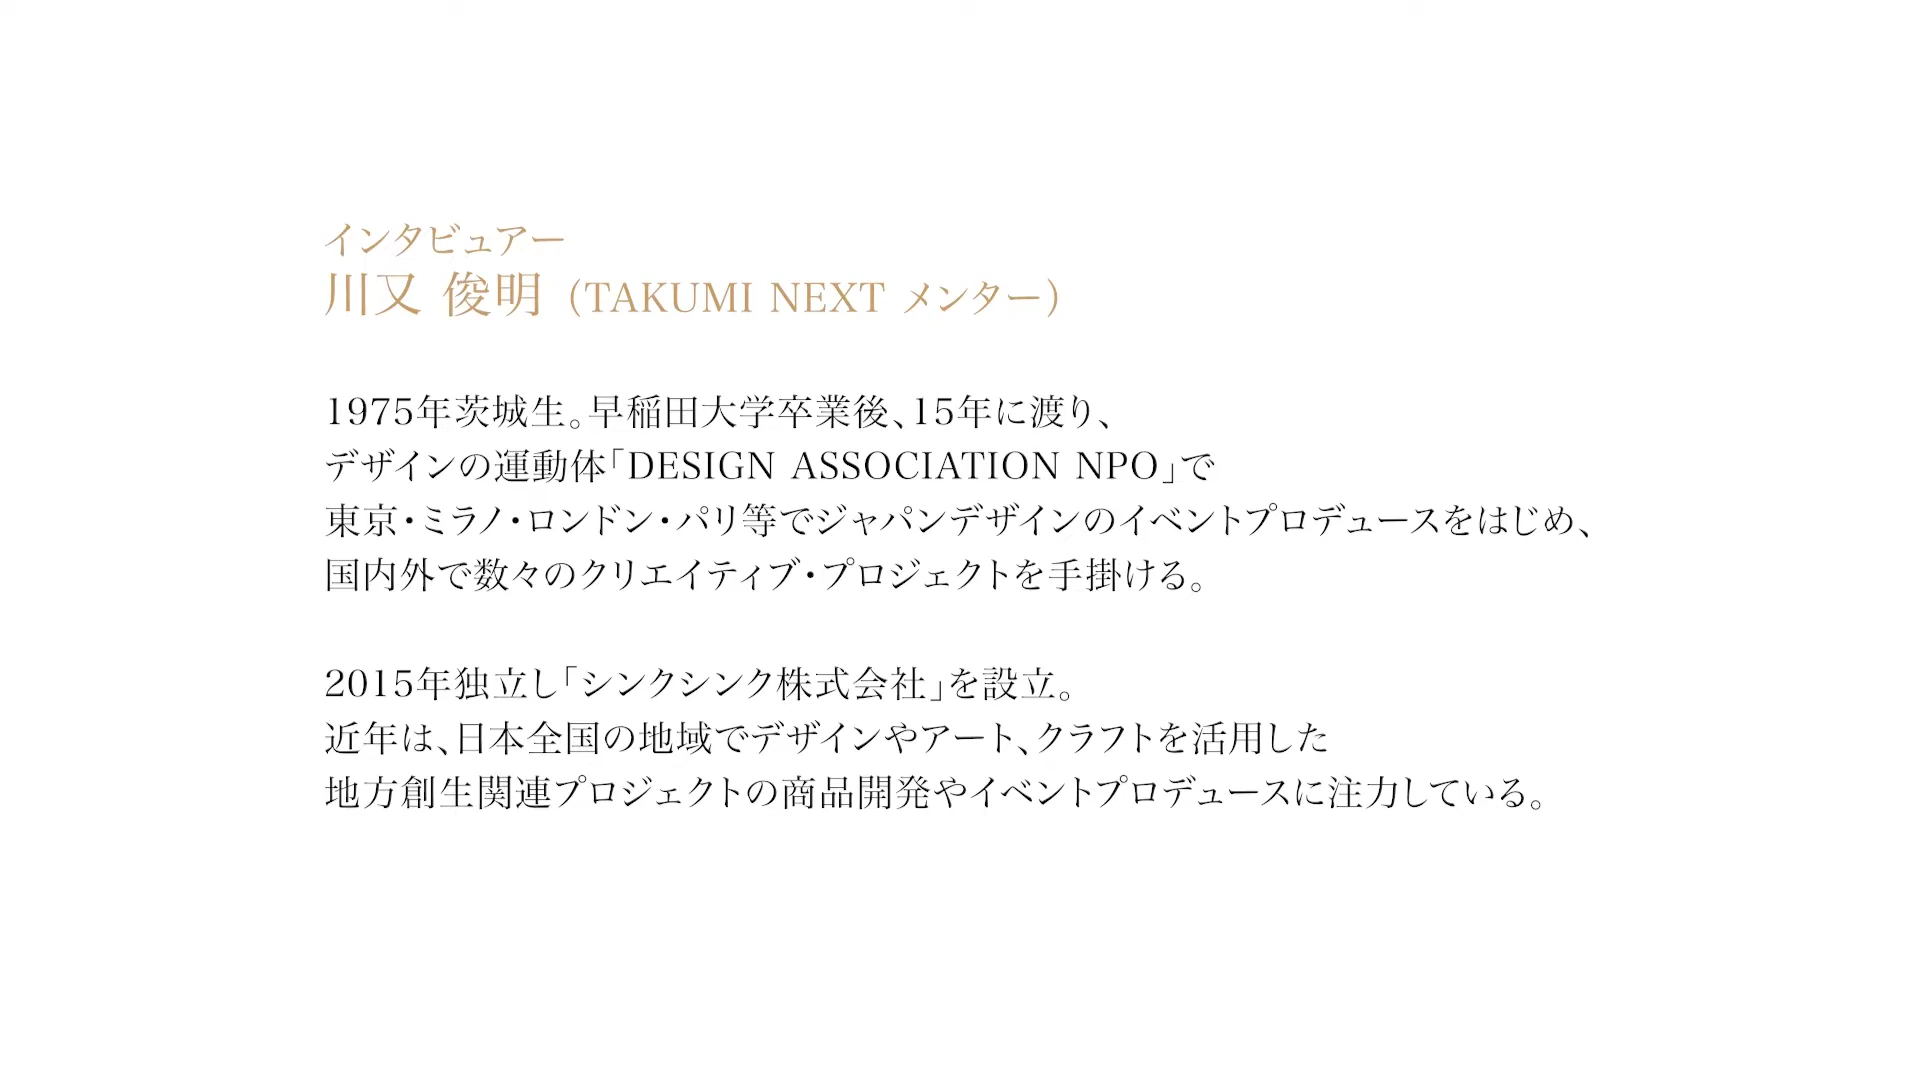 インタビュアー
川又 俊明（TAKUMI NEXT メンター）
1975年茨城生。早稲田大学卒業後、15年に渡り、
デザインの運動体「DESIGN ASSOCIATION NPO」で
東京・ミラノ・ロンドン・パリ等でジャパンデザインのイベントプロデュースをはじめ、
国内外で数々のクリエイティブ・プロジェクトを手掛ける。
2015年独立し「シンクシンク株式会社」を設立。
近年は、日本全国の地域でデザインやアート、クラフトを活用した
地方創生関連プロジェクトの商品開発やイベントプロデュースに注力している。